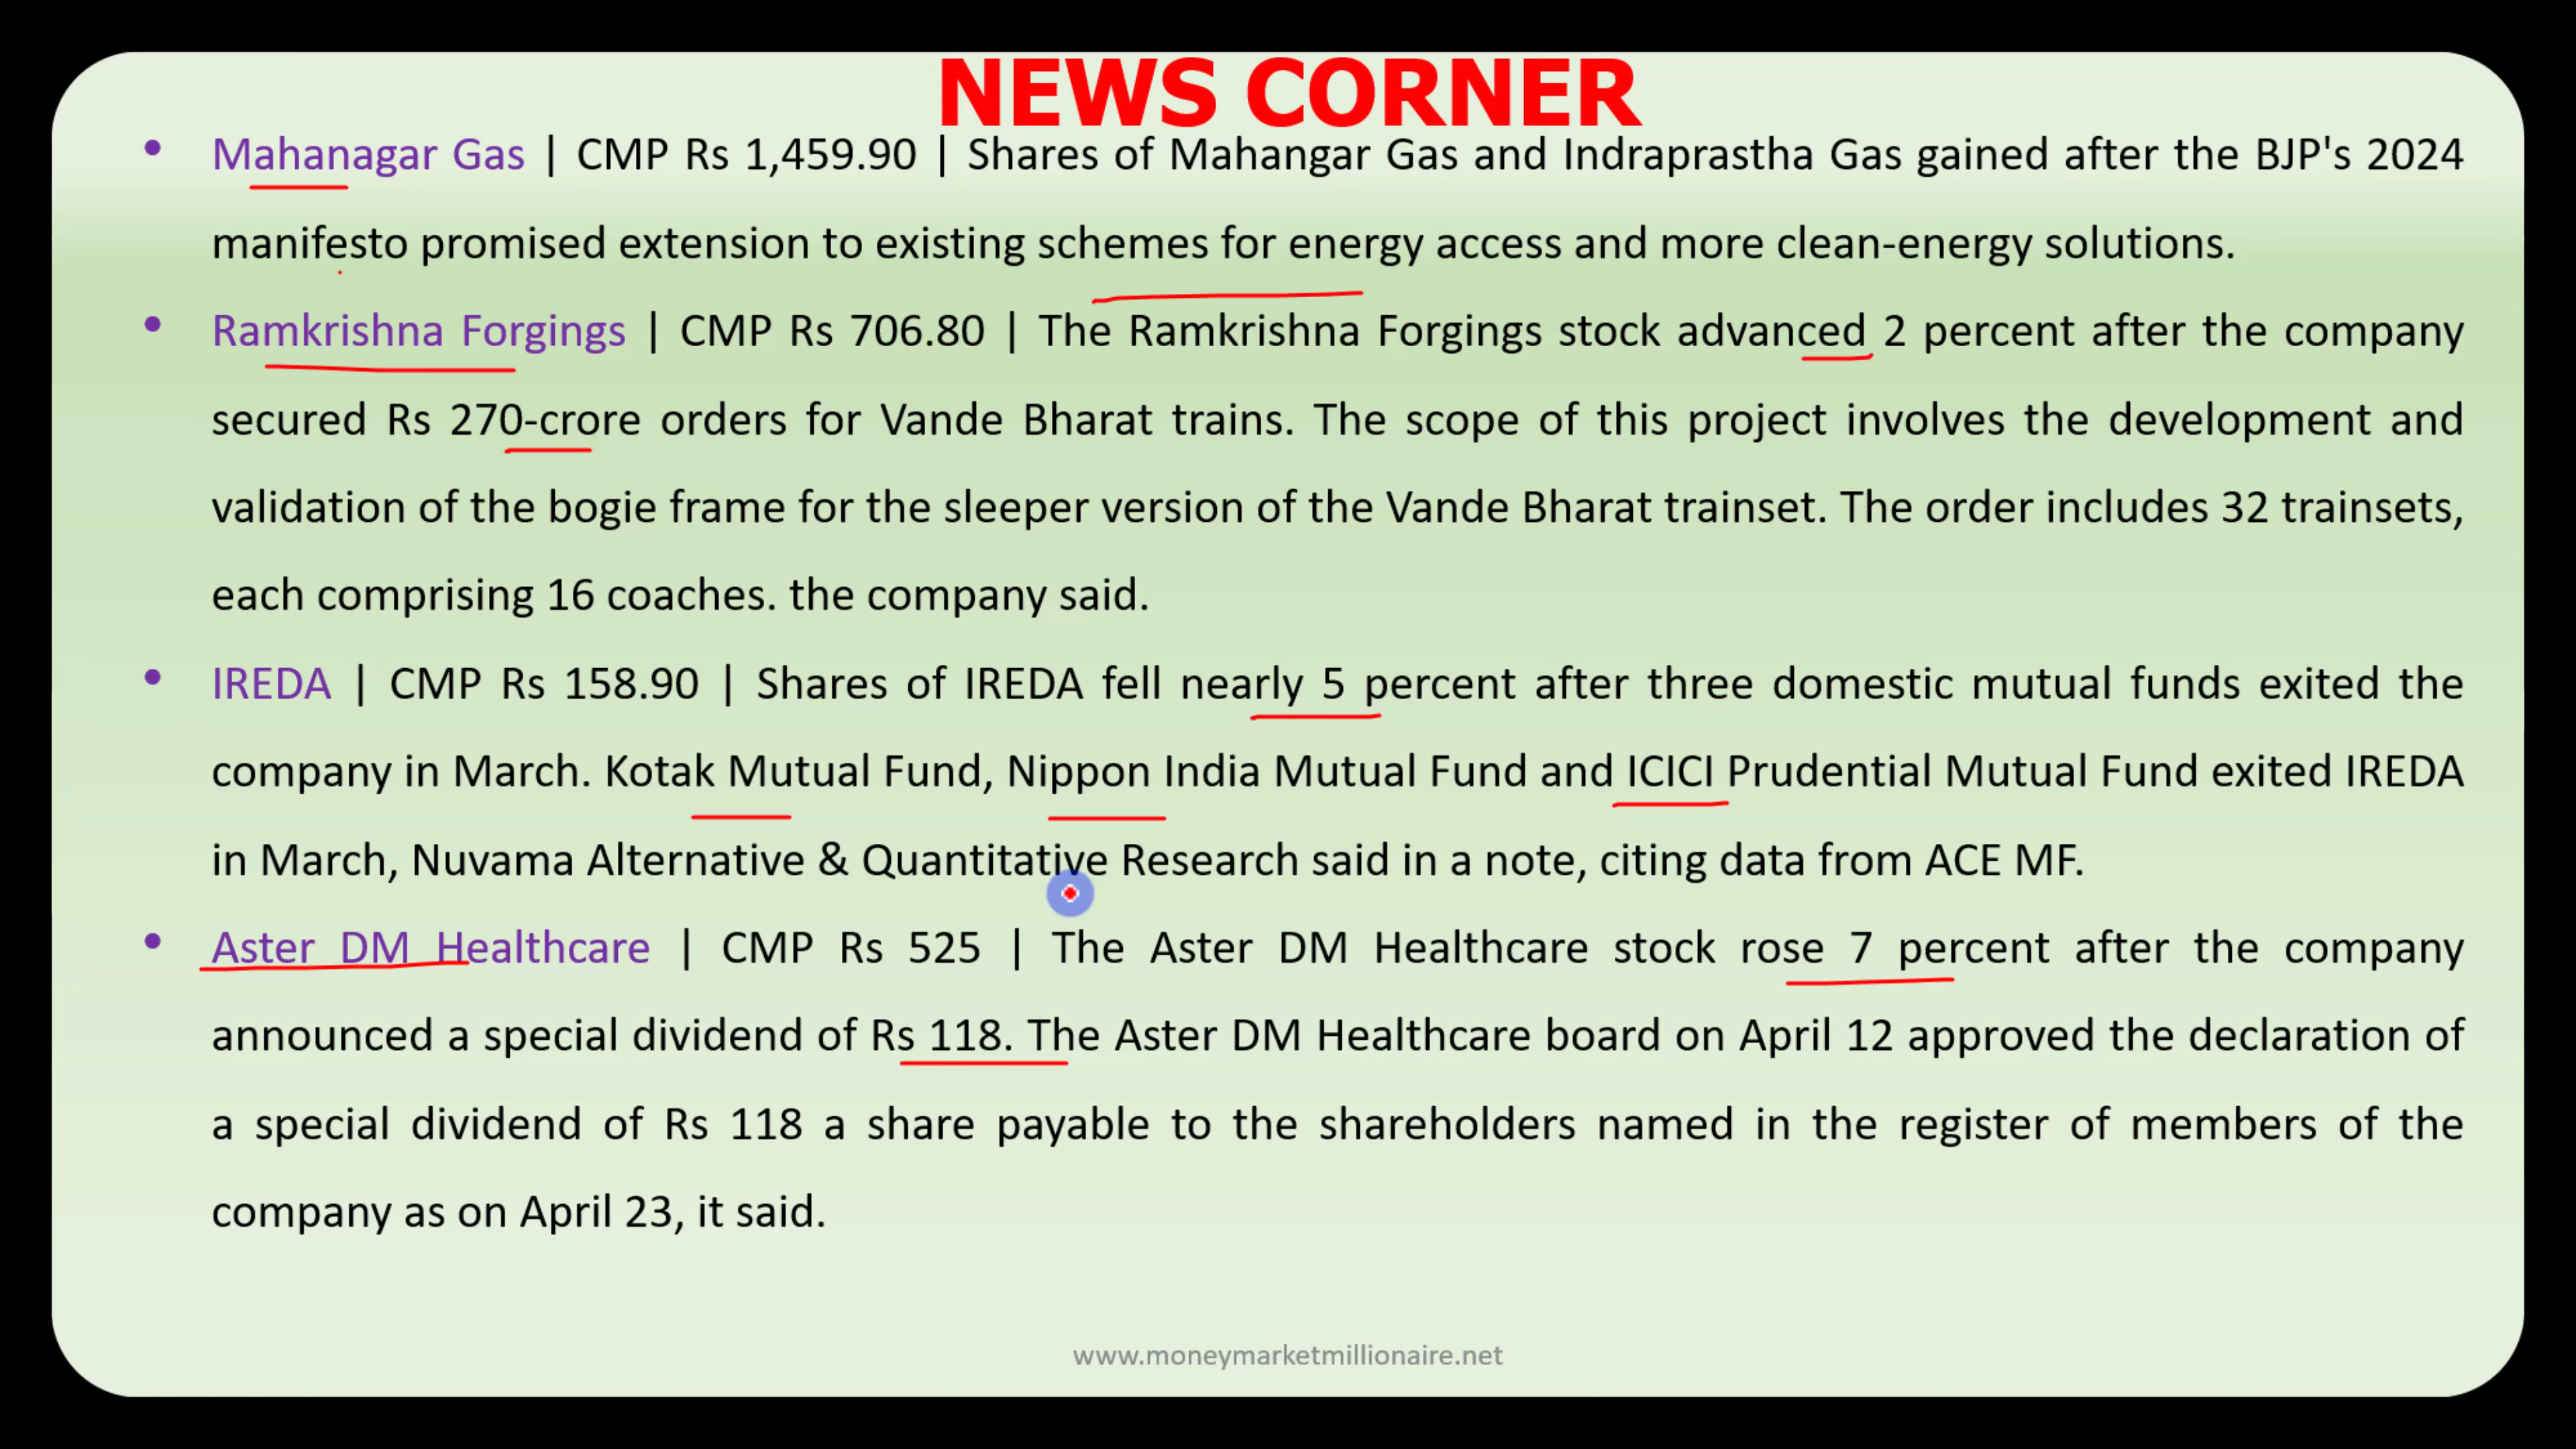 NEWS CORNER
• Mahanagar Gas | CMP Rs 1,459.90 | Shares of Mahangar Gas and Indraprastha Gas gained after the BJP's 2024
manifesto promised extension to existing schemes for energy access and more clean-energy solutions.
• Ramkrishna Forgings | CMP Rs 706.80 | The Ramkrishna Forgings stock advanced 2 percent after the company
secured Rs 270-crore orders for Vande Bharat trains. The scope of this project involves the development and
validation of the bogie frame for the sleeper version of the Vande Bharat trainset. The order includes 32 trainsets,
each comprising 16 coaches. the company said.
• IREDA | CMP Rs 158.90 | Shares of IREDA fell nearly 5 percent after three domestic mutual funds exited the
company in March. Kotak Mutual Fund, Nippon India Mutual Fund and ICICI Prudential Mutual Fund exited IREDA
in March, Nuvama Alternative & Quantitative Research said in a note, citing data from ACE MF.
• Aster DM Healthcare | CMP Rs 525 | The Aster DM Healthcare stock rose 7 percent after the company
announced a special dividend of Rs 118. The Aster DM Healthcare board on April 12 approved the declaration of
a special dividend of Rs 118 a share payable to the shareholders named in the register of members of the
company as on April 23, it said.
www.moneymarketmillionaire.net